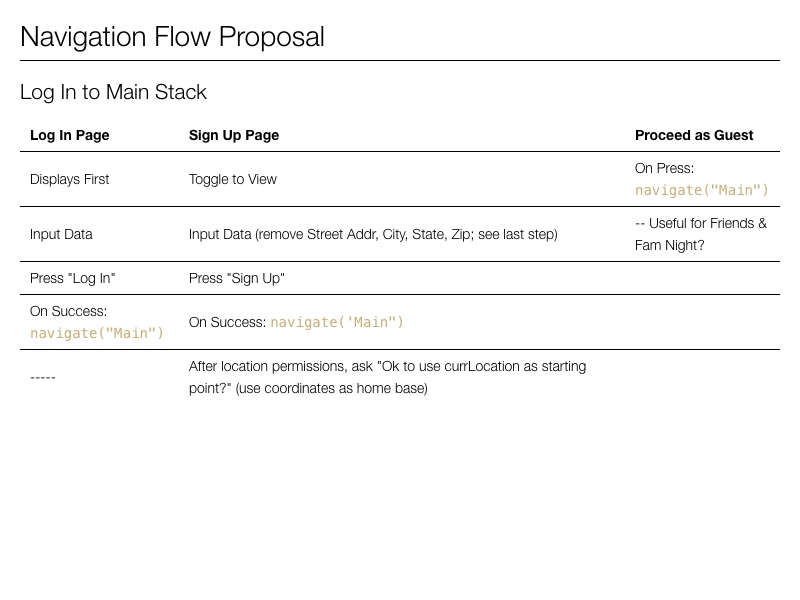 Navigation Flow Proposal
Log In to Main Stack
Log In Page Sign Up Page Proceed as Guest
Displays First Toggle to View On Press:
navigate("Main")
Input Data Input Data (remove Street Addr, City, State, Zip; see last step) -- Useful for Friends &
Fam Night?
Press "Log In" Press "Sign Up"
On Success:
navigate("Main") On Success: navigate('Main")
----- After location permissions, ask "Ok to use currLocation as starting
point?" (use coordinates as home base)